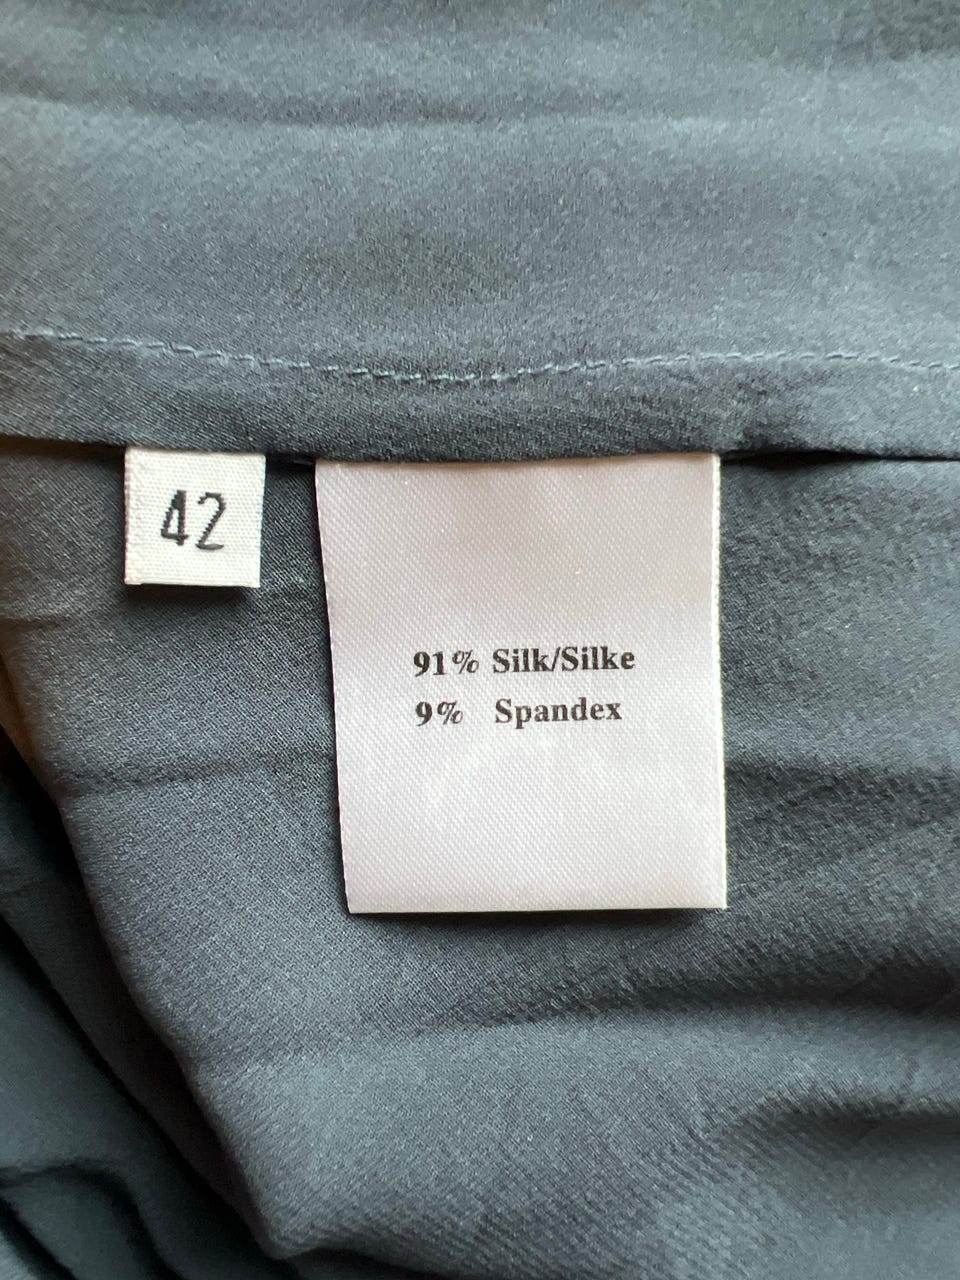 42
91% Silk/Silke
9% Spandex